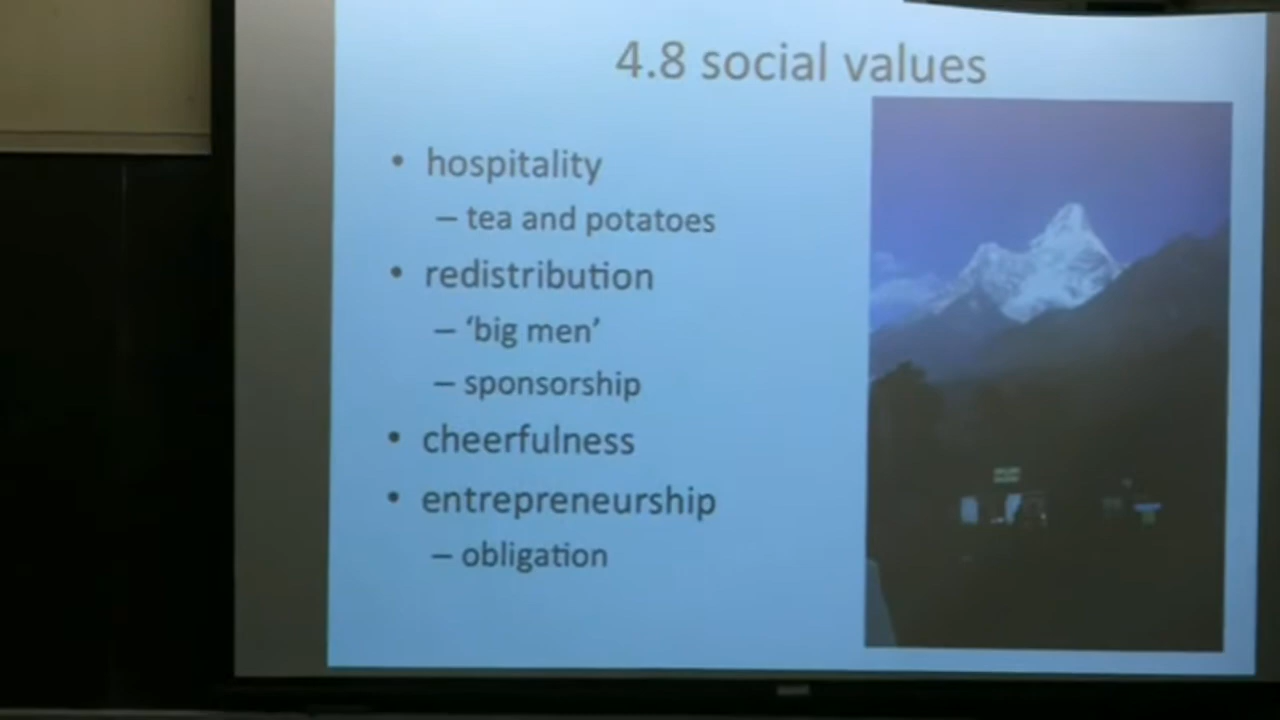 4.8 social values
• hospitality
– tea and potatoes
• redistribution
– ‘big men’
– sponsorship
• cheerfulness
• entrepreneurship
– obligation